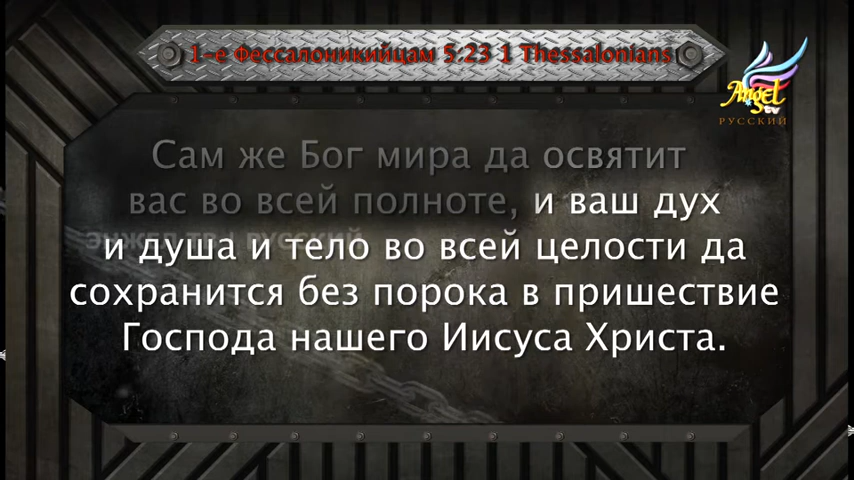 1-е Фессалоникийцам 5:23 1 Thessalonians
Angel
TV
РУССКИЙ
Сам же Бог мира да освятит
вас во всей полноте, и ваш дух
и душа и тело во всей целости да
сохранится без порока в пришествие
Господа нашего Иисуса Христа.